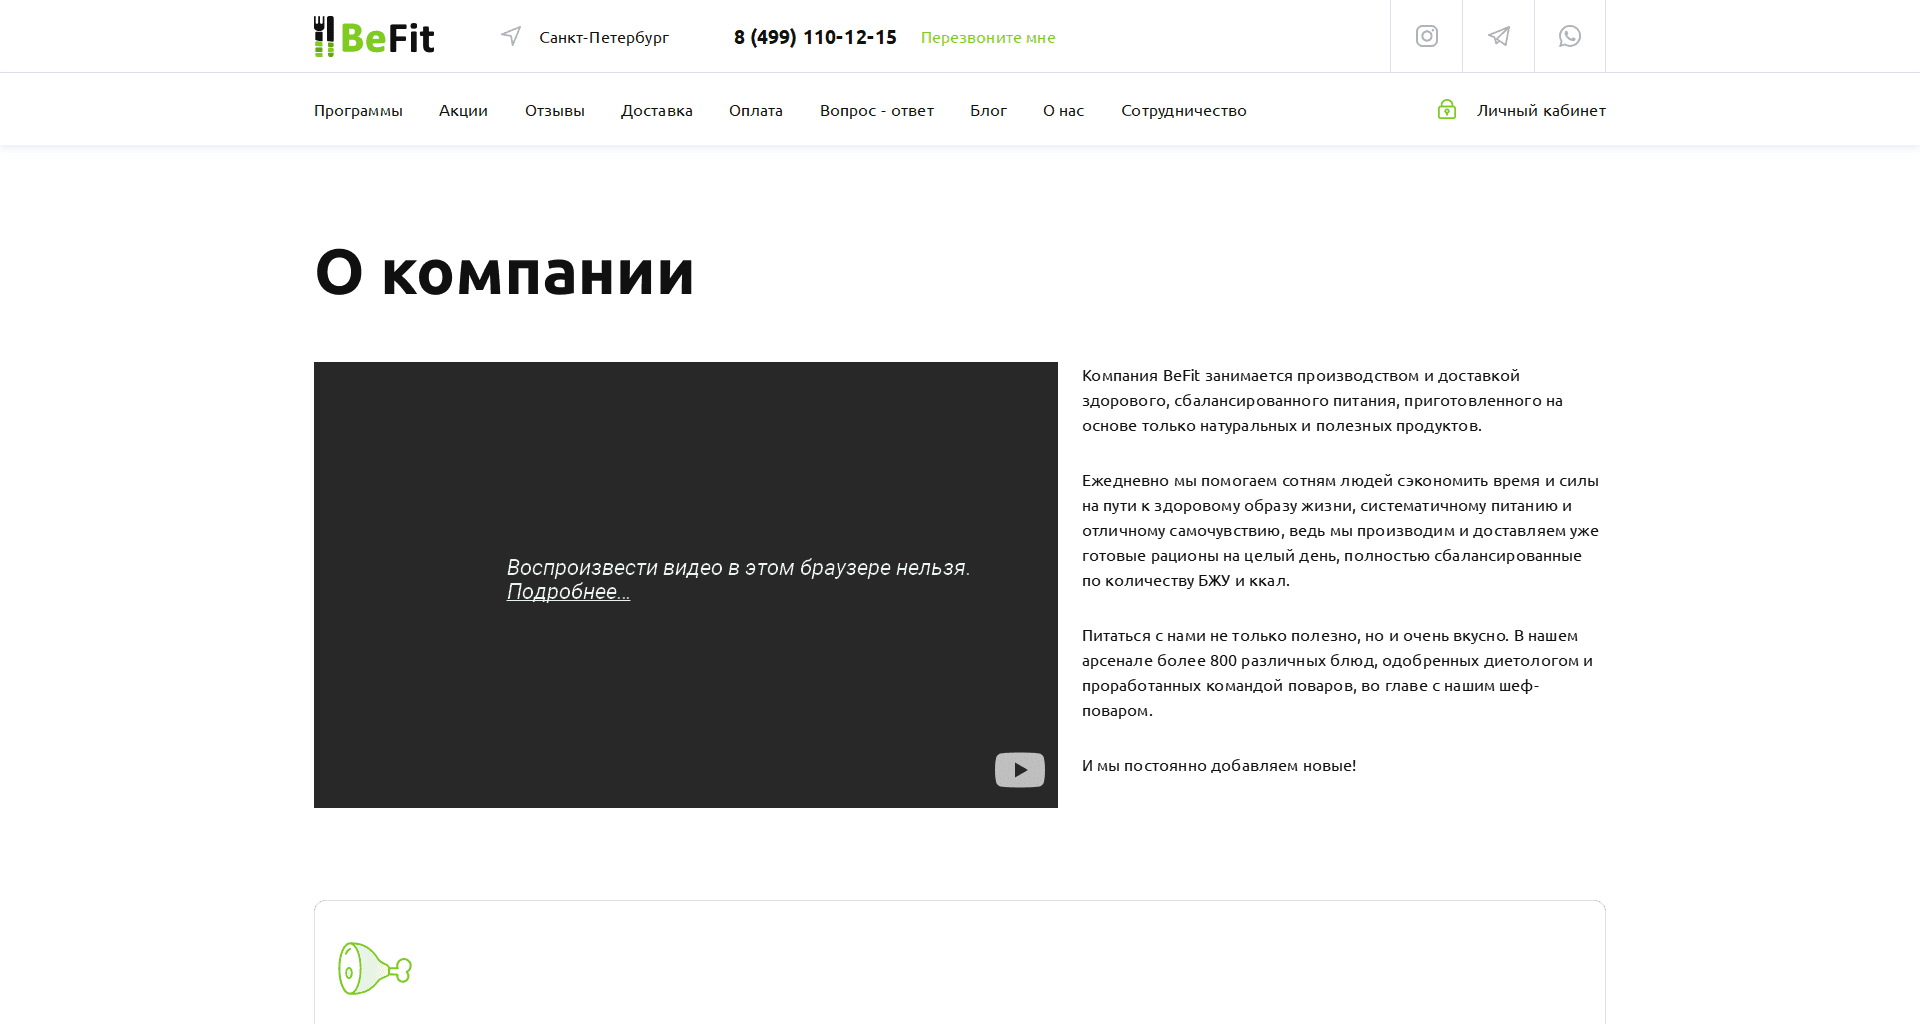 BeFit
Санкт-Петербург
8 (499) 110-12-15
Перезвоните мне
Программы
Акции
Отзывы
Доставка
Оплата
Вопрос - ответ
Блог
О нас
Сотрудничество
Личный кабинет
О компании
Воспроизвести видео в этом браузере нельзя.
Подробнее...
Компания BeFit занимается производством и доставкой
здорового, сбалансированного питания, приготовленного на
основе только натуральных и полезных продуктов.
Ежедневно мы помогаем сотням людей сэкономить время и силы
на пути к здоровому образу жизни, систематичному питанию и
отличному самочувствию, ведь мы производим и доставляем уже
готовые рационы на целый день, полностью сбалансированные
по количеству БЖУ и ккал.
Питаться с нами не только полезно, но и очень вкусно. В нашем
арсенале более 800 различных блюд, одобренных диетологом и
проработанных командой поваров, во главе с нашим шеф-
поваром.
И мы постоянно добавляем новые!